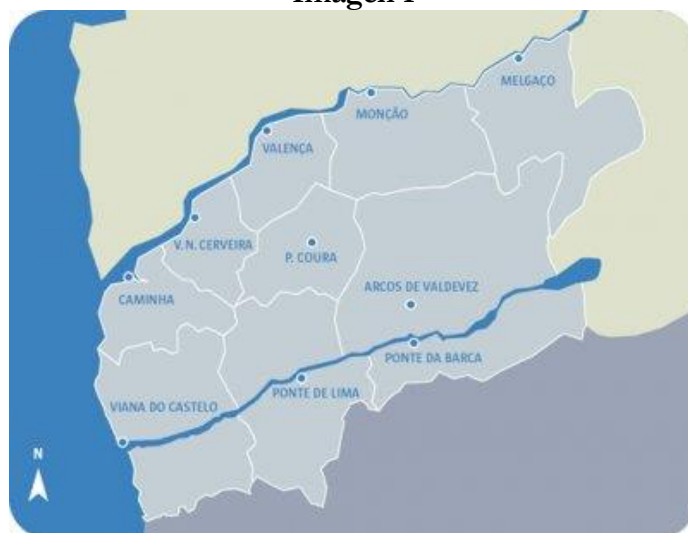 Imagen 1
MELGAÇO
MONÇÃO
VALENÇA
V. N. CERVEIRA
P. COURA
ARCOS DE VALDEVEZ
CAMINHA
PONTE DA BARCA
PONTE DE LIMA
VIANA DO CASTELO
N